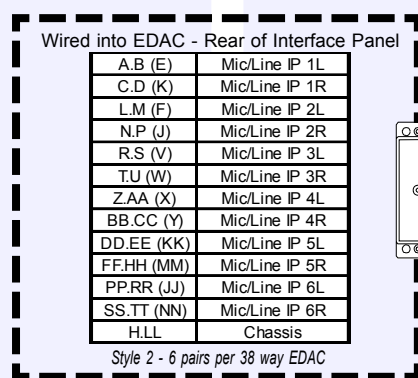 Wired into EDAC - Rear of Interface Panel
A.B (E) Mic/Line IP 1L
C.D (K) Mic/Line IP 1R
L.M (F) Mic/Line IP 2L
N.P (J) Mic/Line IP 2R
R.S (V) Mic/Line IP 3L
T.U (W) Mic/Line IP 3R
Z.AA (X) Mic/Line IP 4L
BB.CC (Y) Mic/Line IP 4R
DD.EE (KK) Mic/Line IP 5L
FF.HH (MM) Mic/Line IP 5R
PP.RR (JJ) Mic/Line IP 6L
SS.TT (NN) Mic/Line IP 6R
H.LL Chassis
Style 2 - 6 pairs per 38 way EDAC